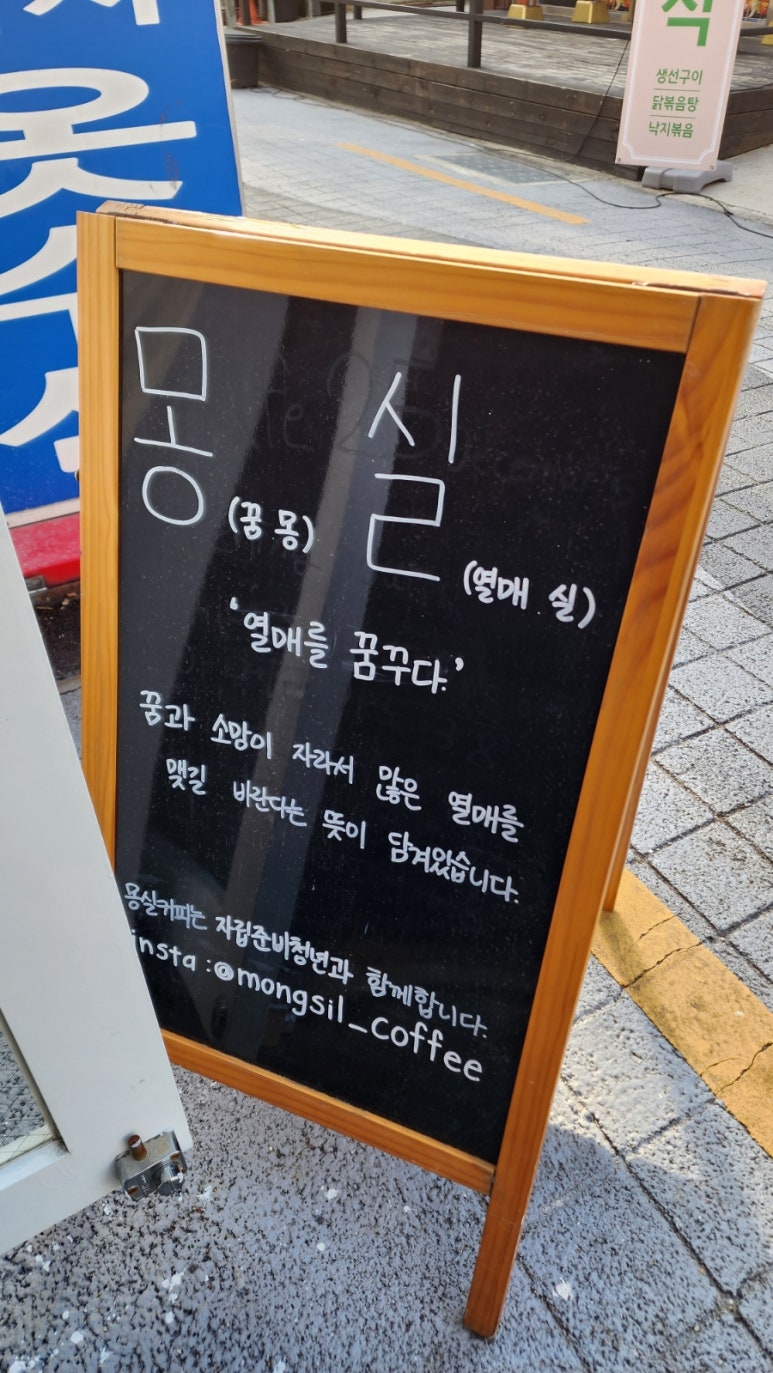 식
생선구이
닭볶음탕
낙지볶음
몽 실
(꿈 몽) (열매 실)
'열매를 꿈꾸다.'
꿈과 소망이 자라서 많은 열매를
맺길 바란다는 뜻이 담겨있습니다.
몽실커피는 자립준비청년과 함께합니다.
insta : @mongsil_coffee